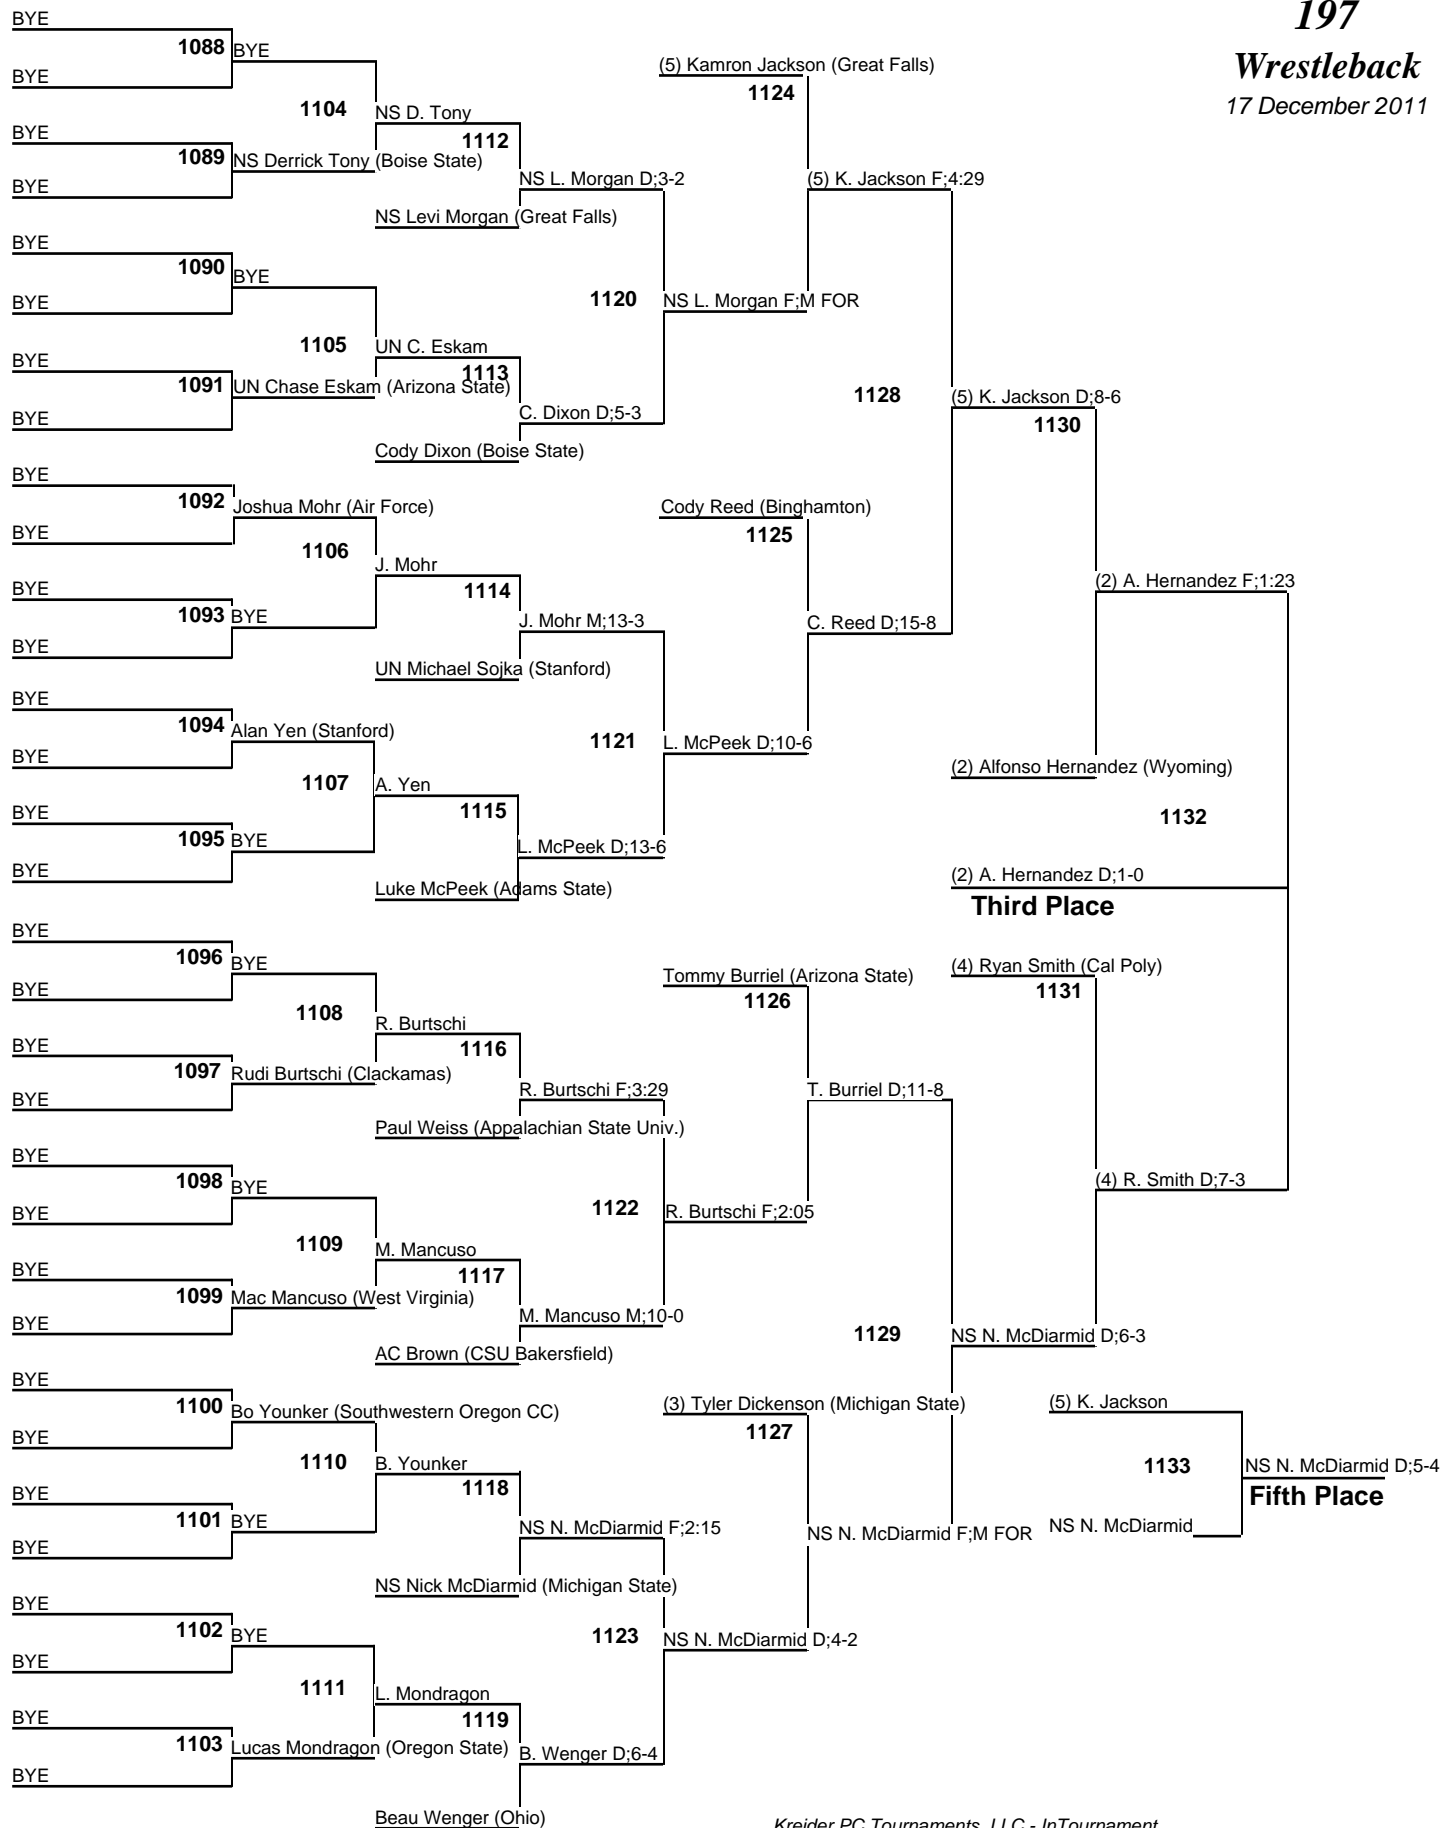 197
Wrestleback
17 December 2011
BYE
1088 BYE
BYE
1104
NS D. Tony
1112
BYE
1089 NS Derrick Tony (Boise State)
BYE
NS L. Morgan D;3-2
NS Levi Morgan (Great Falls)
(5) Kamron Jackson (Great Falls)
1124
(5) K. Jackson F;4:29
BYE
1090 BYE
BYE
1120 NS L. Morgan F;M FOR
1105 UN C. Eskam
1113
BYE
1091 UN Chase Eskam (Arizona State)
BYE
C. Dixon D;5-3
Cody Dixon (Boise State)
1128 (5) K. Jackson D;8-6
1130
BYE
1092 Joshua Mohr (Air Force)
BYE
Cody Reed (Binghamton)
1125
1106
J. Mohr
1114
BYE
1093 BYE
BYE
J. Mohr M;13-3
C. Reed D;15-8
(2) A. Hernandez F;1:23
UN Michael Sojka (Stanford)
BYE
1094 Alan Yen (Stanford)
BYE
1121 L. McPeek D;10-6
1107 A. Yen
1115
(2) Alfonso Hernandez (Wyoming)
1132
BYE
1095 BYE
BYE
L. McPeek D;13-6
Luke McPeek (Adams State)
(2) A. Hernandez D;1-0
Third Place
BYE
1096 BYE
BYE
Tommy Burriel (Arizona State)
1126
(4) Ryan Smith (Cal Poly)
1131
1108
R. Burtschi
1116
BYE
1097 Rudi Burtschi (Clackamas)
BYE
R. Burtschi F;3:29
T. Burriel D;11-8
Paul Weiss (Appalachian State Univ.)
BYE
1098 BYE
BYE
1122 R. Burtschi F;2:05
(4) R. Smith D;7-3
1109 M. Mancuso
1117
BYE
1099 Mac Mancuso (West Virginia)
BYE
M. Mancuso M;10-0
AC Brown (CSU Bakersfield)
1129 NS N. McDiarmid D;6-3
BYE
1100 Bo Younker (Southwestern Oregon CC)
BYE
(3) Tyler Dickenson (Michigan State)
1127
(5) K. Jackson
1110 B. Younker
1118
1133 NS N. McDiarmid D;5-4
Fifth Place
BYE
1101 BYE
BYE
NS N. McDiarmid F;2:15
NS N. McDiarmid F;M FOR
NS N. McDiarmid
NS Nick McDiarmid (Michigan State)
BYE
1102 BYE
BYE
1123 NS N. McDiarmid D;4-2
1111 L. Mondragon
1119
BYE
1103 Lucas Mondragon (Oregon State)
BYE
B. Wenger D;6-4
Beau Wenger (Ohio)
Kreider PC Tournaments, LLC - InTournament